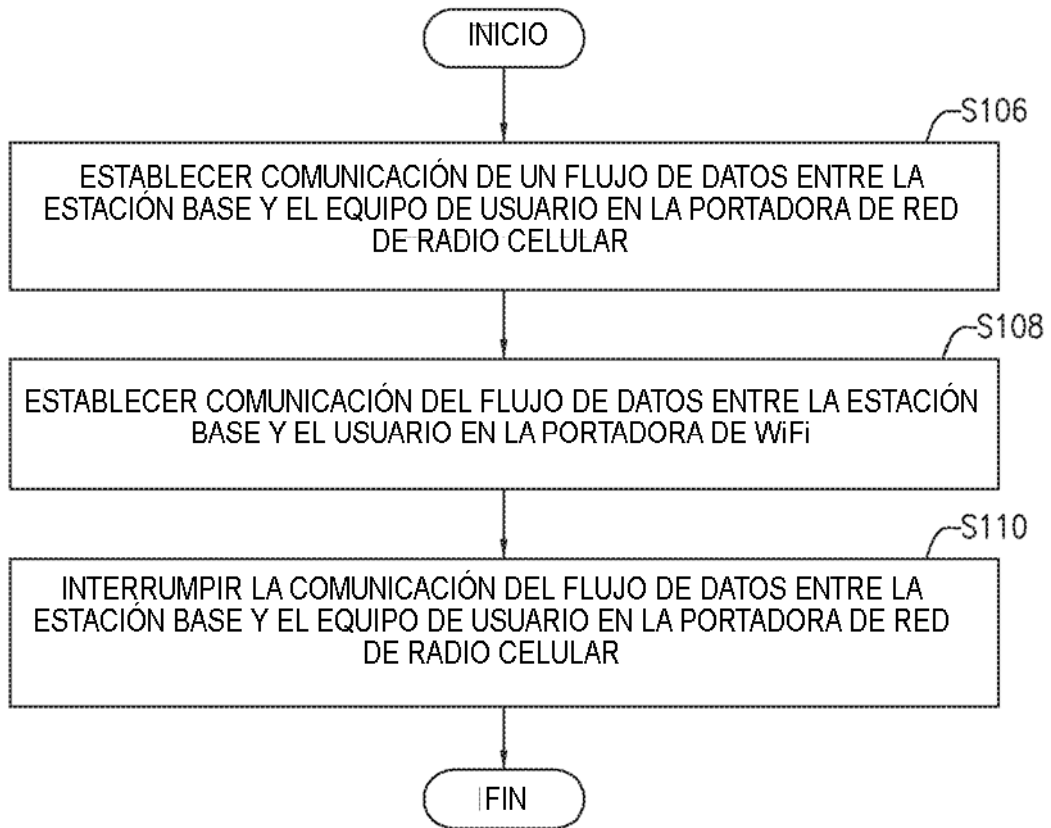 INICIO
S106
ESTABLECER COMUNICACIÓN DE UN FLUJO DE DATOS ENTRE LA
ESTACIÓN BASE Y EL EQUIPO DE USUARIO EN LA PORTADORA DE RED
DE RADIO CELULAR
S108
ESTABLECER COMUNICACIÓN DEL FLUJO DE DATOS ENTRE LA ESTACIÓN
BASE Y EL USUARIO EN LA PORTADORA DE WiFi
S110
INTERRUMPIR LA COMUNICACIÓN DEL FLUJO DE DATOS ENTRE LA
ESTACIÓN BASE Y EL EQUIPO DE USUARIO EN LA PORTADORA DE RED
DE RADIO CELULAR
FIN